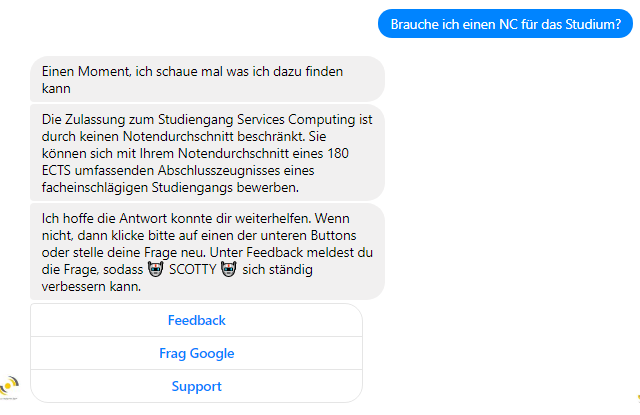 Brauche ich einen NC für das Studium?
Einen Moment, ich schaue mal was ich dazu finden
kann
Die Zulassung zum Studiengang Services Computing ist
durch keinen Notendurchschnitt beschränkt. Sie
können sich mit Ihrem Notendurchschnitt eines 180
ECTS umfassenden Abschlusszeugnisses eines
facheinschlägigen Studiengangs bewerben.
Ich hoffe die Antwort konnte dir weiterhelfen. Wenn
nicht, dann klicke bitte auf einen der unteren Buttons
oder stelle deine Frage neu. Unter Feedback meldest du
die Frage, sodass 🤖 SCOTTY 🤖 sich ständig
verbessern kann.
Feedback
Frag Google
Support